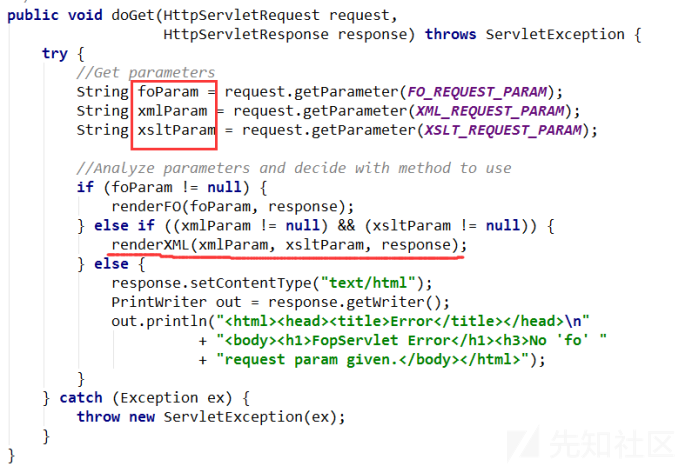 public void doGet(HttpServletRequest request,
HttpServletResponse response) throws ServletException {
try {
//Get parameters
String foParam = request.getParameter(FO_REQUEST_PARAM);
String xmlParam = request.getParameter(XML_REQUEST_PARAM);
String xsltParam = request.getParameter(XSLT_REQUEST_PARAM);
//Analyze parameters and decide with method to use
if (foParam != null) {
renderFO(foParam, response);
} else if ((xmlParam != null) && (xsltParam != null)) {
renderXML(xmlParam, xsltParam, response);
} else {
response.setContentType("text/html");
PrintWriter out = response.getWriter();
out.println("<html><head><title>Error</title></head>\n"
+ "<body><h1>FopServlet Error</h1><h3>No 'fo' "
+ "request param given.</body></html>");
}
} catch (Exception ex) {
throw new ServletException(ex);
}
}
先知社区